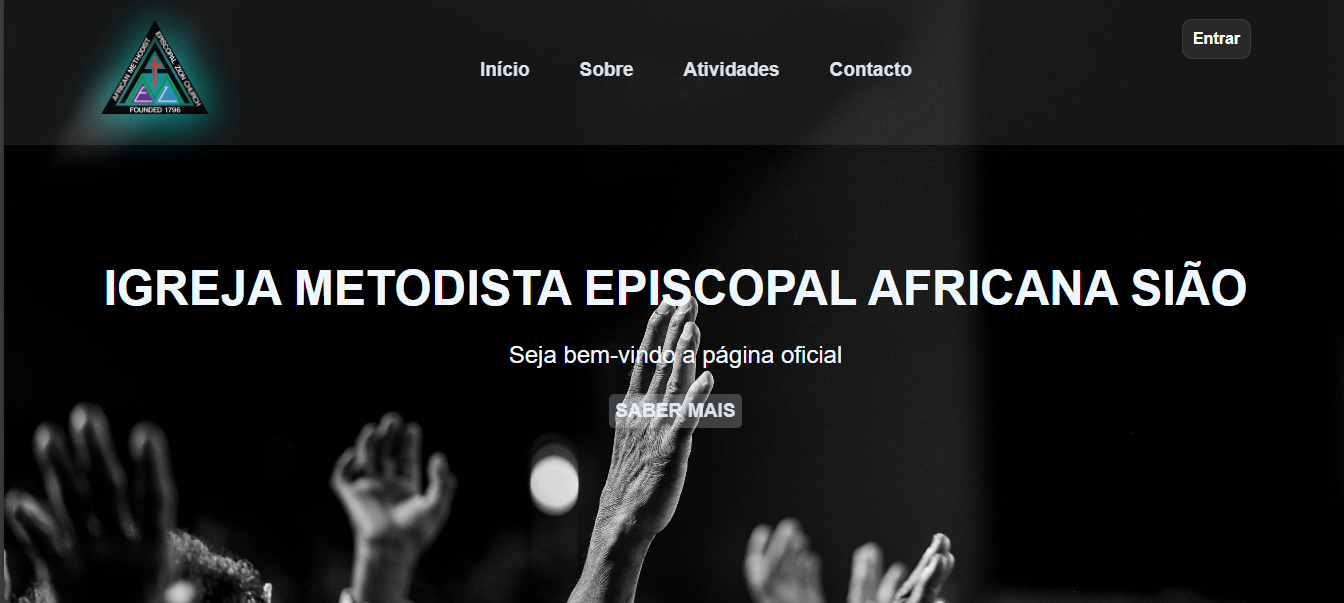 AFRICAN METHODIST EPISCOPAL ZION CHURCH
FOUNDED 1796
Início Sobre Atividades Contacto
Entrar
IGREJA METODISTA EPISCOPAL AFRICANA SIÃO
Seja bem-vindo a página oficial
SABER MAIS